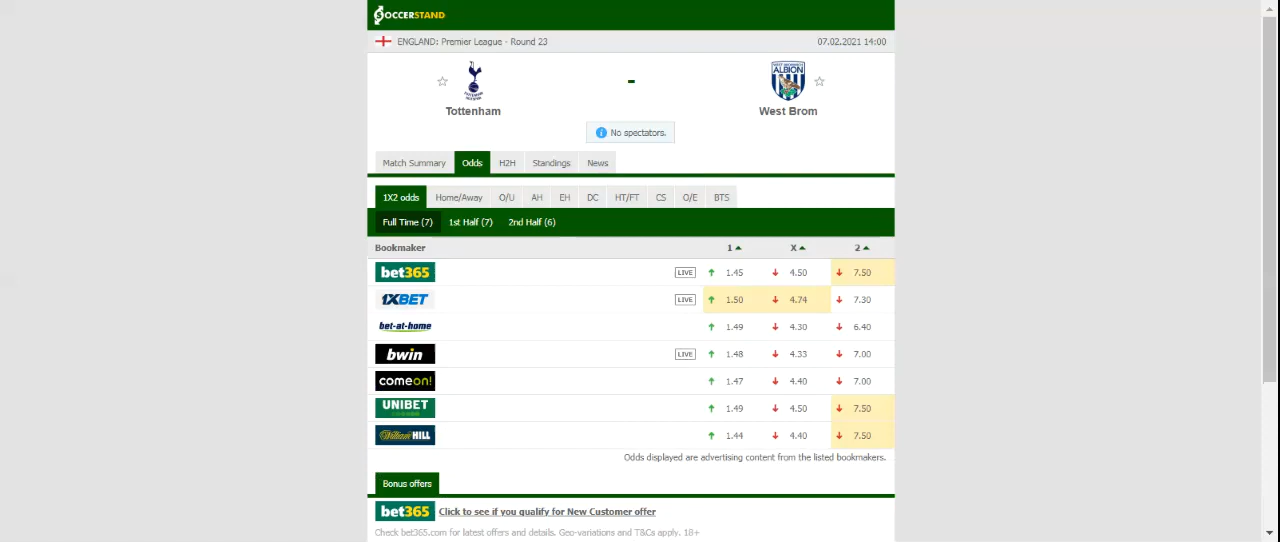 SOCCERSTAND
ENGLAND: Premier League - Round 23 07.02.2021 14:00
ALBION
Tottenham - West Brom
No spectators.
Match Summary Odds H2H Standings News
1X2 odds Home/Away O/U AH EH DC HT/FT CS O/E BTS
Full Time (7) 1st Half (7) 2nd Half (6)
Bookmaker 1 X 2
bet365 LIVE 1.45 4.50 7.50
1XBET LIVE 1.50 4.74 7.30
bet-at-home 1.49 4.30 6.40
bwin LIVE 1.48 4.33 7.00
comeon! 1.47 4.40 7.00
UNIBET 1.49 4.50 7.50
William HILL 1.44 4.40 7.50
Odds displayed are advertising content from the listed bookmakers.
Bonus offers
bet365 Click to see if you qualify for New Customer offer
Check bet365.com for latest offers and details. Geo-variations and T&Cs apply. 18+